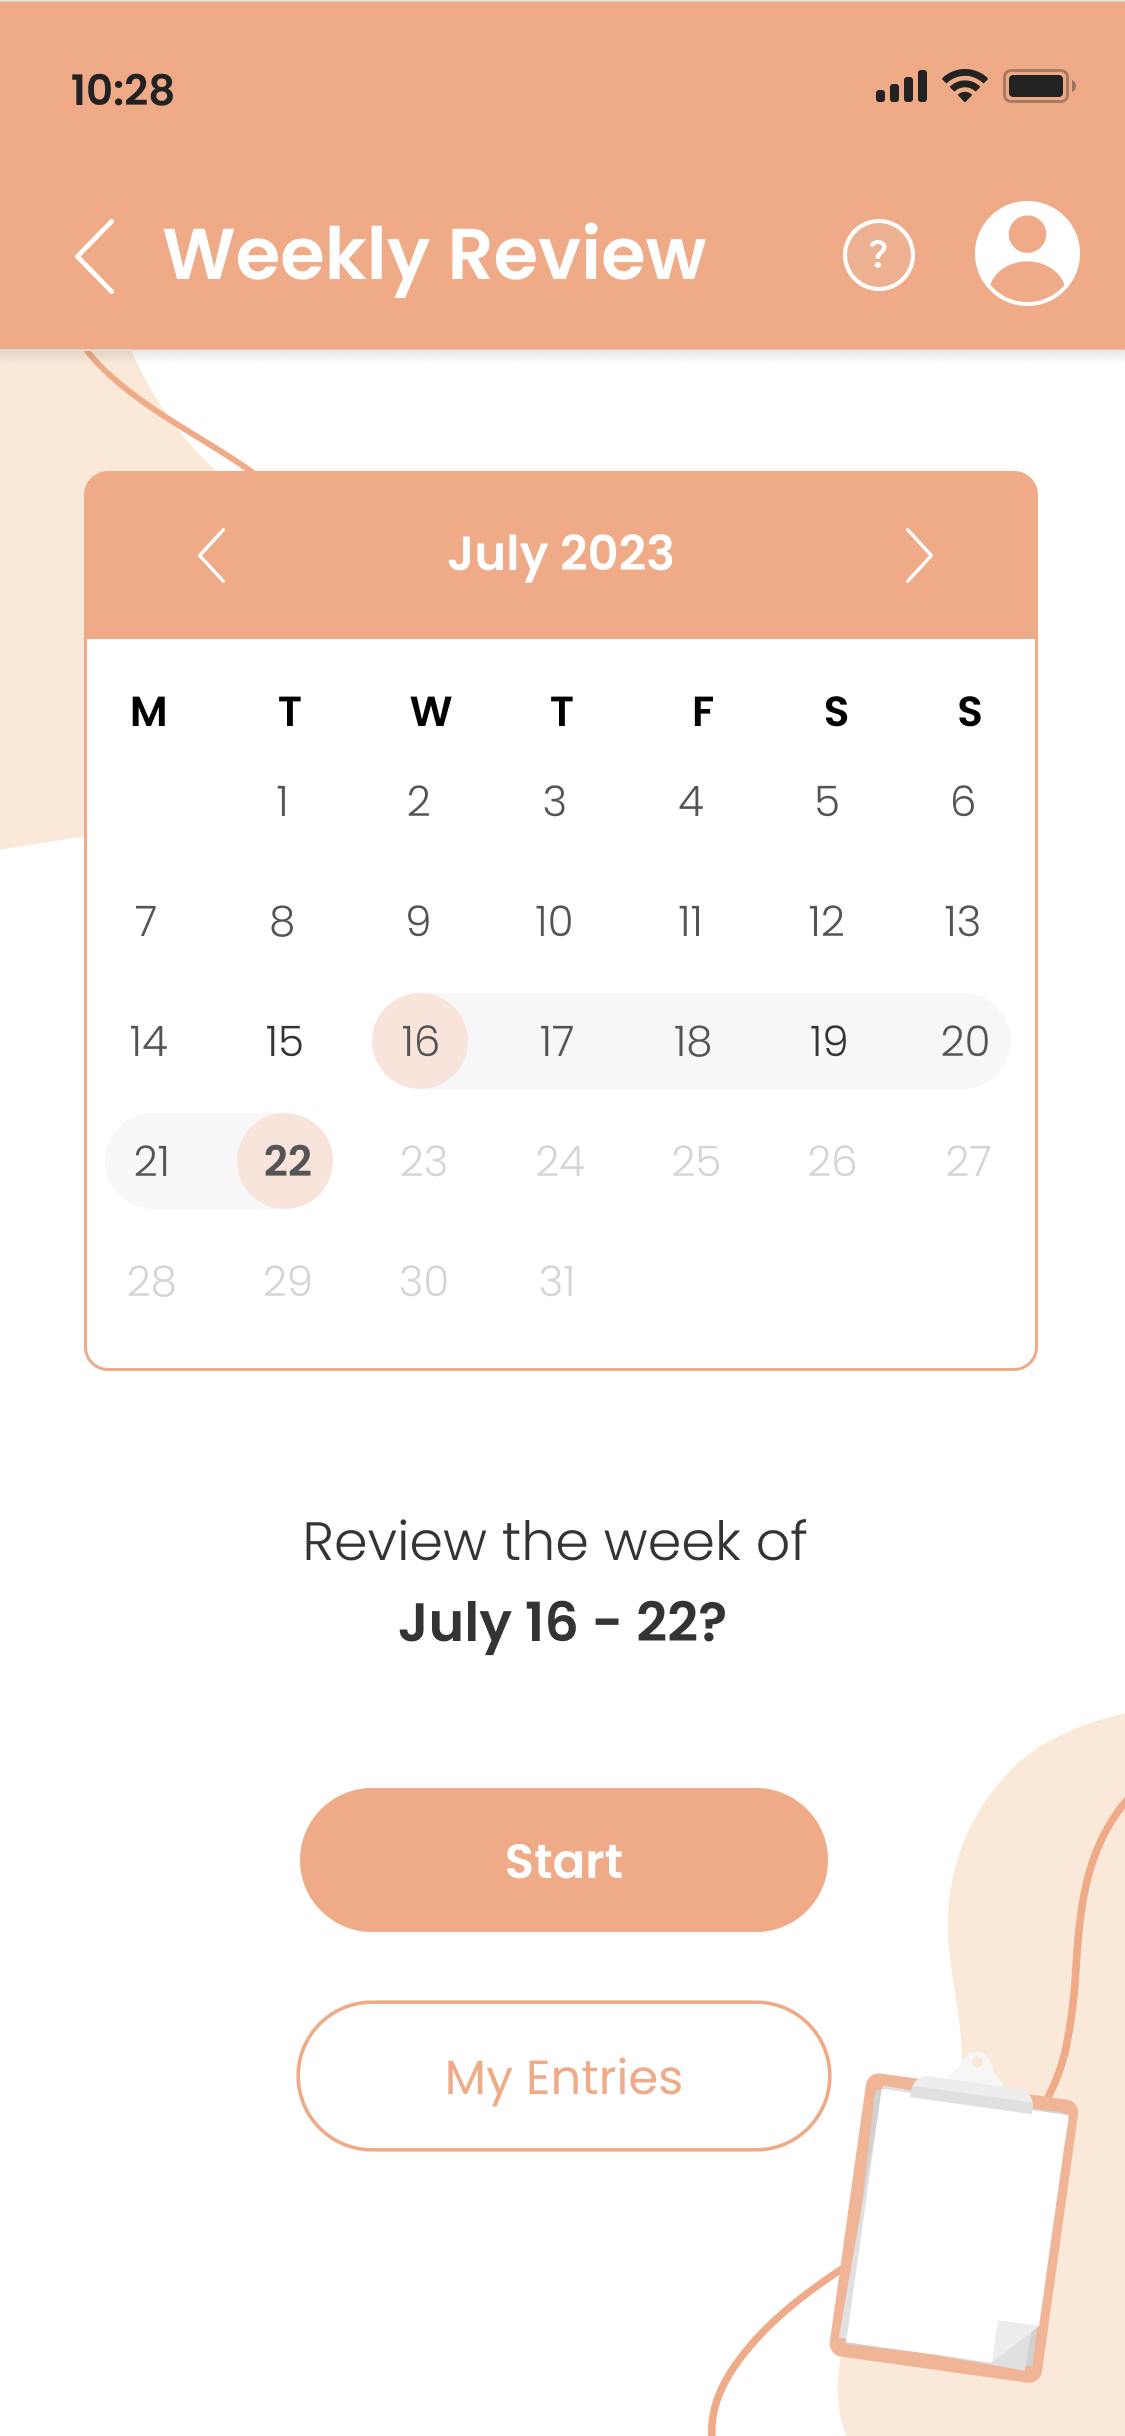 10:28
Weekly Review ?
July 2023
M T W T F S S
1 2 3 4 5 6
7 8 9 10 11 12 13
14 15 16 17 18 19 20
21 22 23 24 25 26 27
28 29 30 31
Review the week of
July 16 - 22?
Start
My Entries